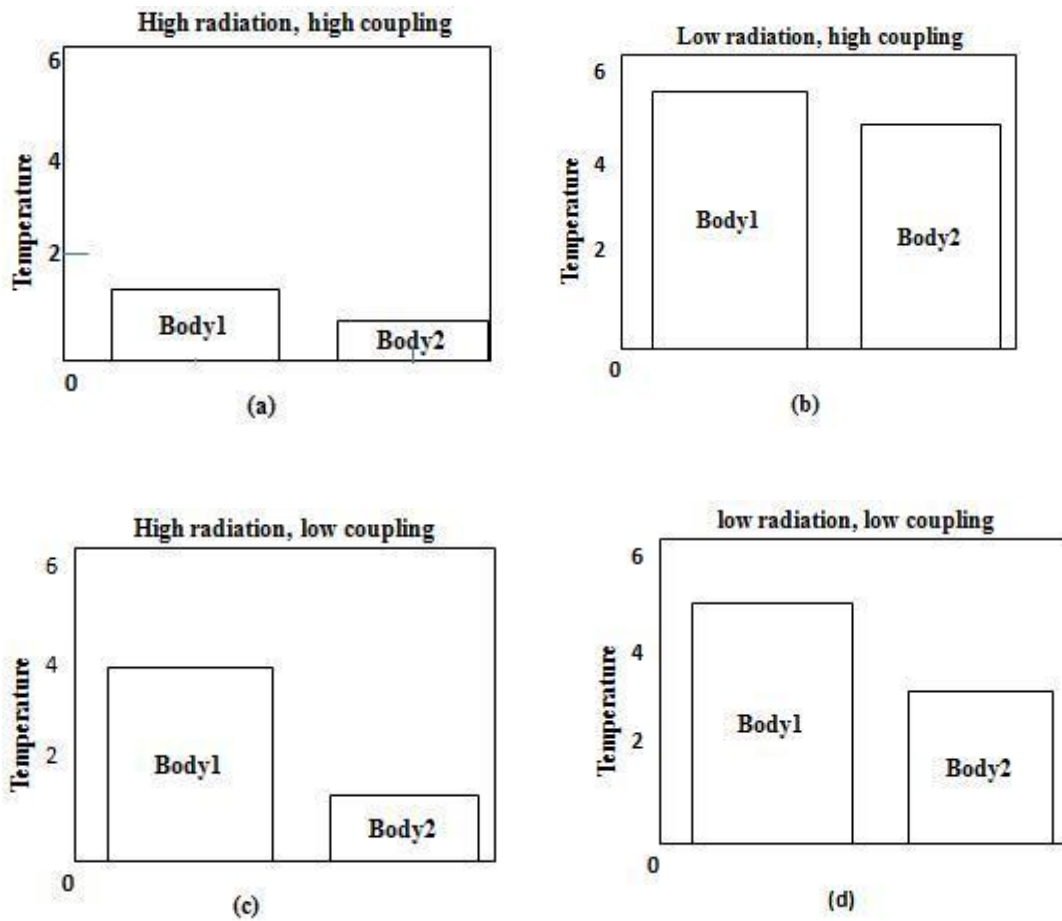 High radiation, high coupling
6
4
2
0
Temperature
Body1
Body2
(a)
Low radiation, high coupling
6
4
2
0
Temperature
Body1
Body2
(b)
High radiation, low coupling
6
4
2
0
Temperature
Body1
Body2
(c)
low radiation, low coupling
6
4
2
0
Temperature
Body1
Body2
(d)